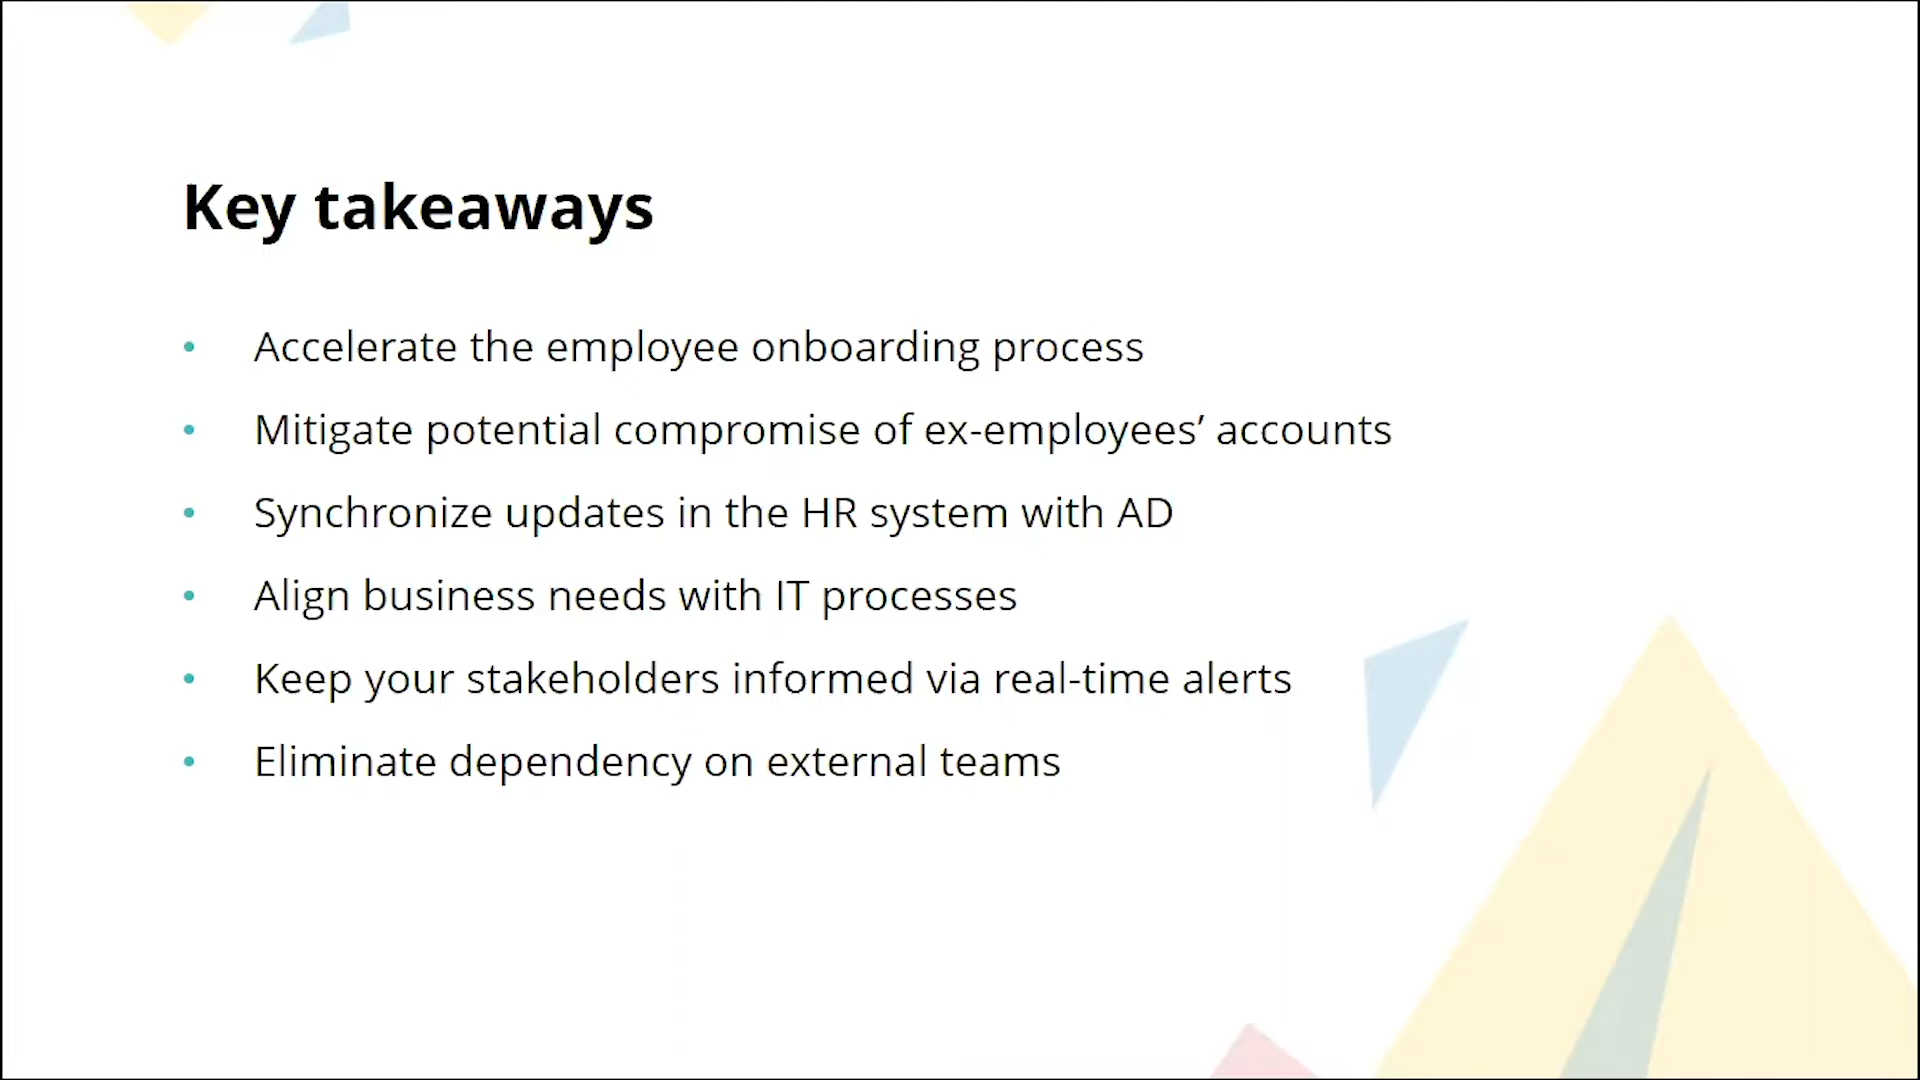 Key takeaways
• Accelerate the employee onboarding process
• Mitigate potential compromise of ex-employees’ accounts
• Synchronize updates in the HR system with AD
• Align business needs with IT processes
• Keep your stakeholders informed via real-time alerts
• Eliminate dependency on external teams